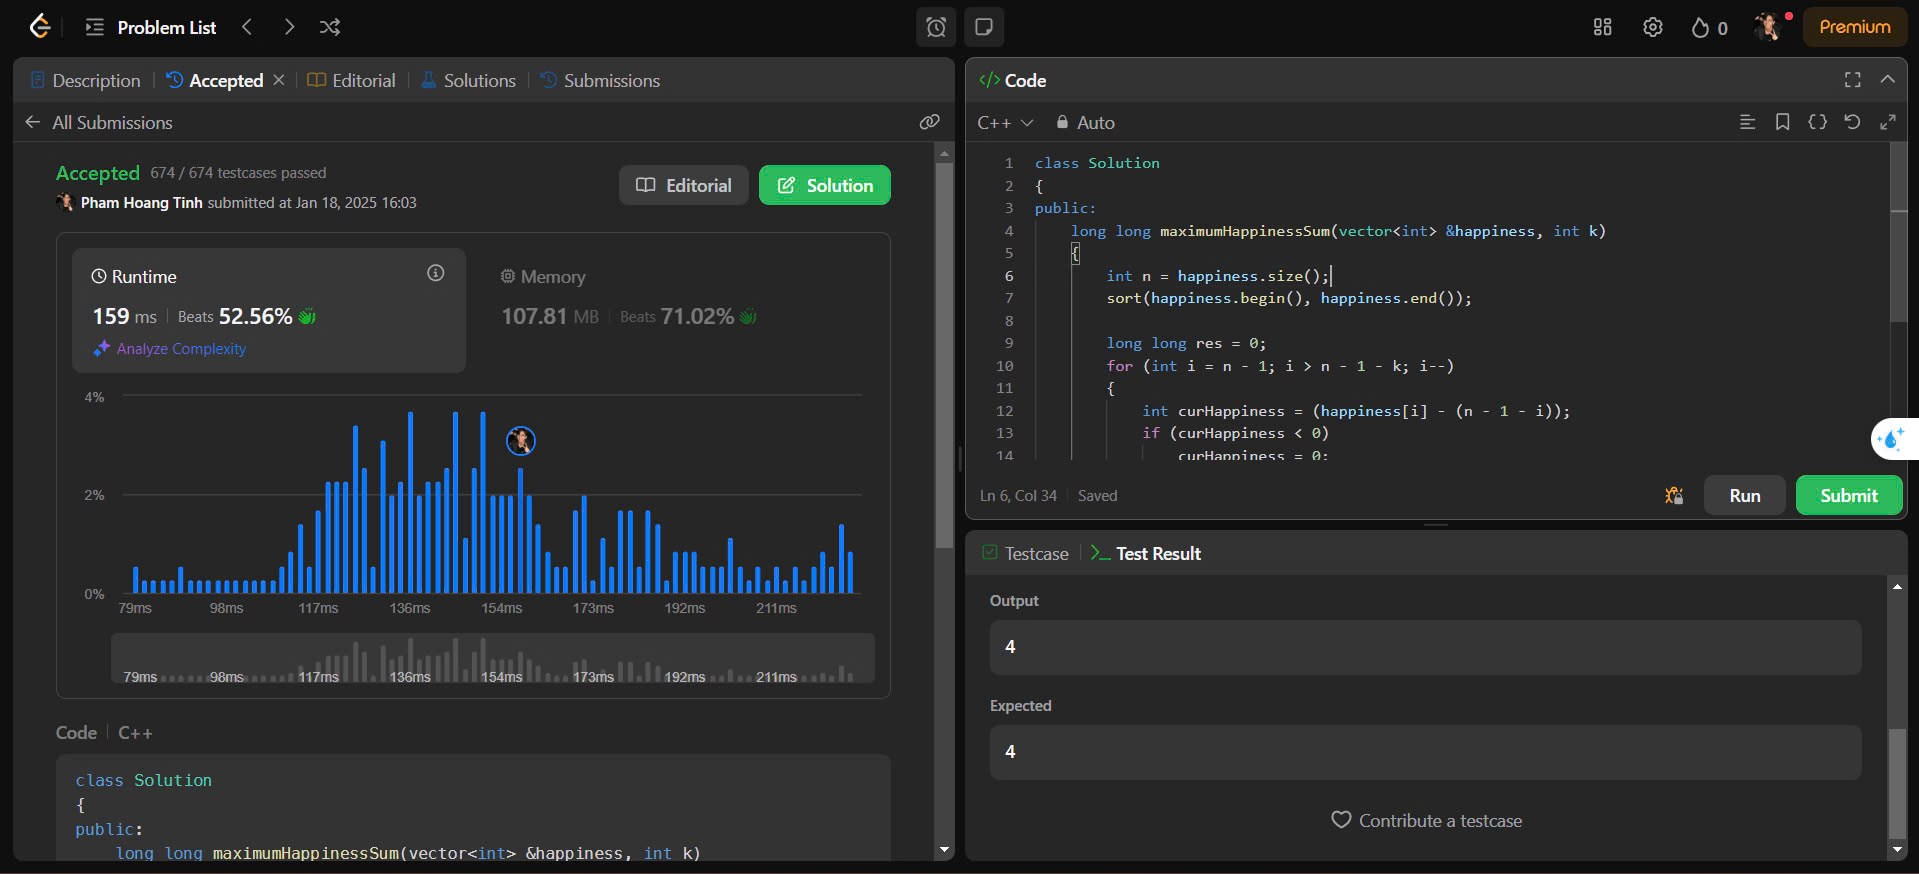 Problem List
0
Premium
Description
Accepted
Editorial
Solutions
Submissions
All Submissions
Accepted 674 / 674 testcases passed
Pham Hoang Tinh submitted at Jan 18, 2025 16:03
Editorial
Solution
Runtime
159 ms Beats 52.56%
Analyze Complexity
Memory
107.81 MB Beats 71.02%
4%
2%
0%
79ms 98ms 117ms 136ms 154ms 173ms 192ms 211ms
79ms 98ms 117ms 136ms 154ms 173ms 192ms 211ms
Code C++
class Solution
{
public:
long long maximumHappinessSum(vector<int> &happiness, int k)
</> Code
C++ Auto
1 class Solution
2 {
3 public:
4 long long maximumHappinessSum(vector<int> &happiness, int k)
5 {
6 int n = happiness.size();
7 sort(happiness.begin(), happiness.end());
8
9 long long res = 0;
10 for (int i = n - 1; i > n - 1 - k; i--)
11 {
12 int curHappiness = (happiness[i] - (n - 1 - i));
13 if (curHappiness < 0)
14 curHappiness = 0;
Ln 6, Col 34 Saved
Run
Submit
Testcase
Test Result
Output
4
Expected
4
Contribute a testcase